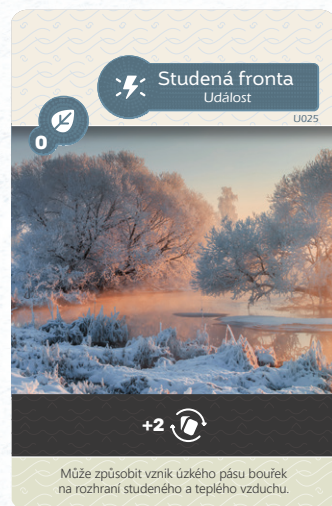 Studená fronta
Událost
U025
0
+2
Může způsobit vznik úzkého pásu bouřek
na rozhraní studeného a teplého vzduchu.